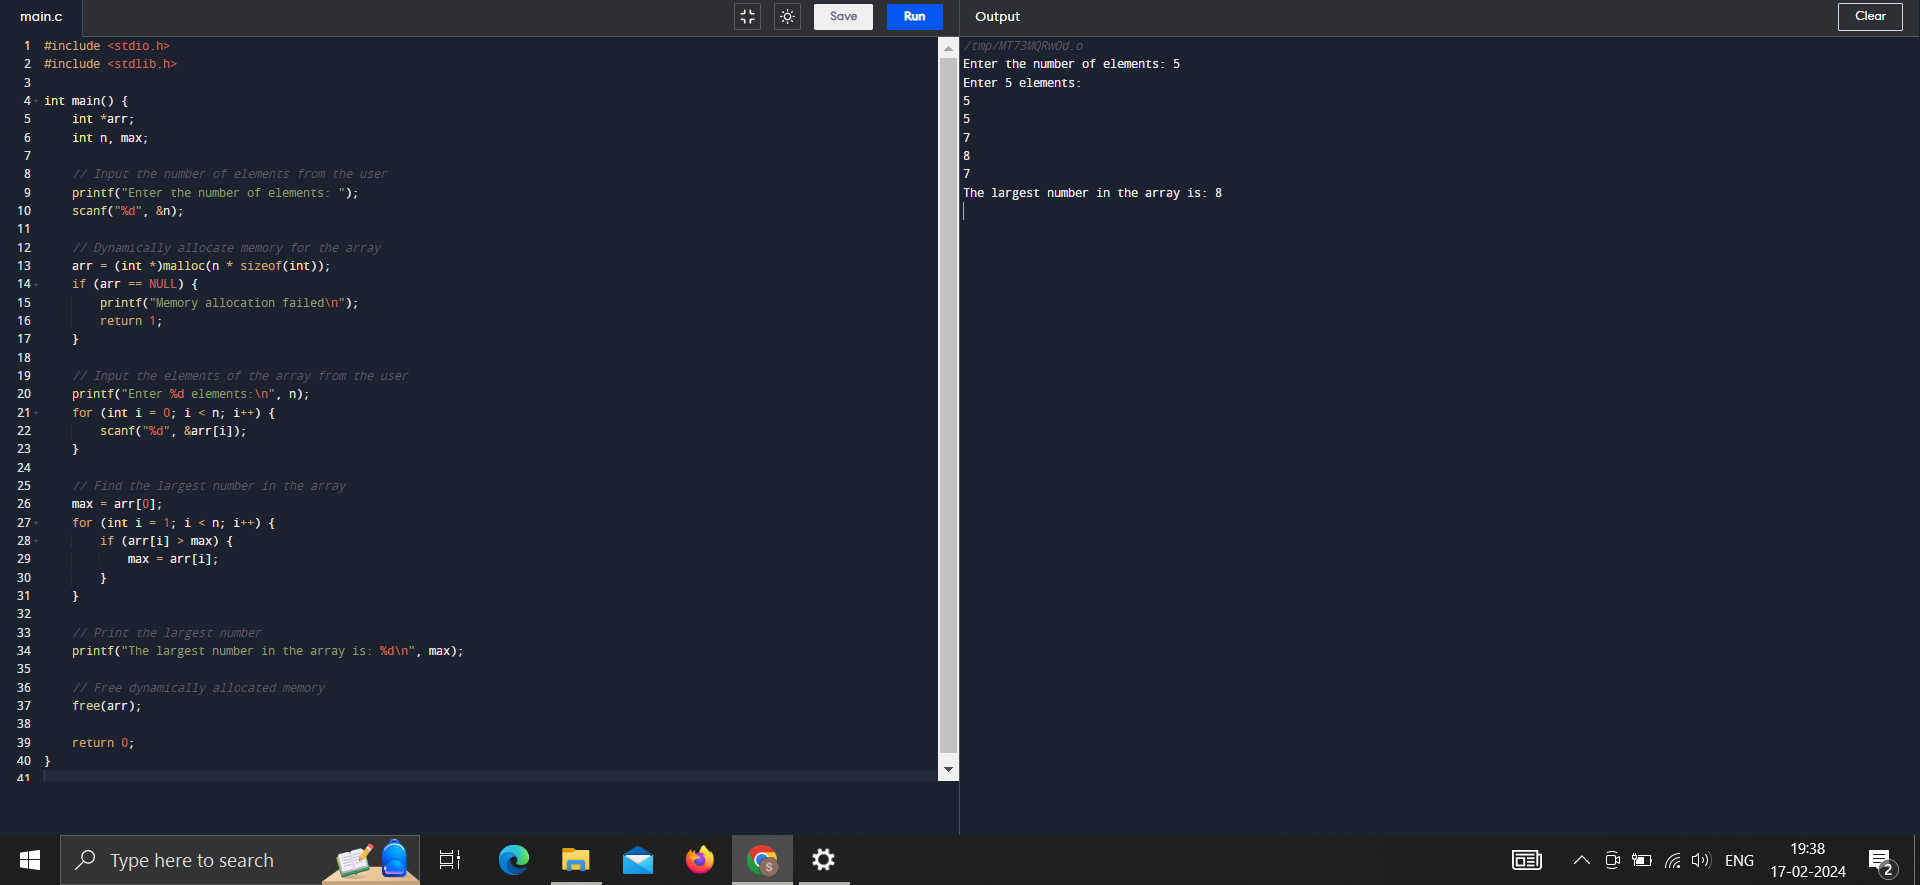 main.c
Save
Run
Output
Clear
1 #include <stdio.h>
2 #include <stdlib.h>
3
4 int main() {
5 int *arr;
6 int n, max;
7
8 // Input the number of elements from the user
9 printf("Enter the number of elements: ");
10 scanf("%d", &n);
11
12 // Dynamically allocate memory for the array
13 arr = (int *)malloc(n * sizeof(int));
14 if (arr == NULL) {
15 printf("Memory allocation failed\n");
16 return 1;
17 }
18
19 // Input the elements of the array from the user
20 printf("Enter %d elements:\n", n);
21 for (int i = 0; i < n; i++) {
22 scanf("%d", &arr[i]);
23 }
24
25 // Find the largest number in the array
26 max = arr[0];
27 for (int i = 1; i < n; i++) {
28 if (arr[i] > max) {
29 max = arr[i];
30 }
31 }
32
33 // Print the largest number
34 printf("The largest number in the array is: %d\n", max);
35
36 // Free dynamically allocated memory
37 free(arr);
38
39 return 0;
40 }
41
/tmp/MT73MQRwOd.o
Enter the number of elements: 5
Enter 5 elements:
5
5
7
8
7
The largest number in the array is: 8
Type here to search
S
ENG
19:38
17-02-2024
2